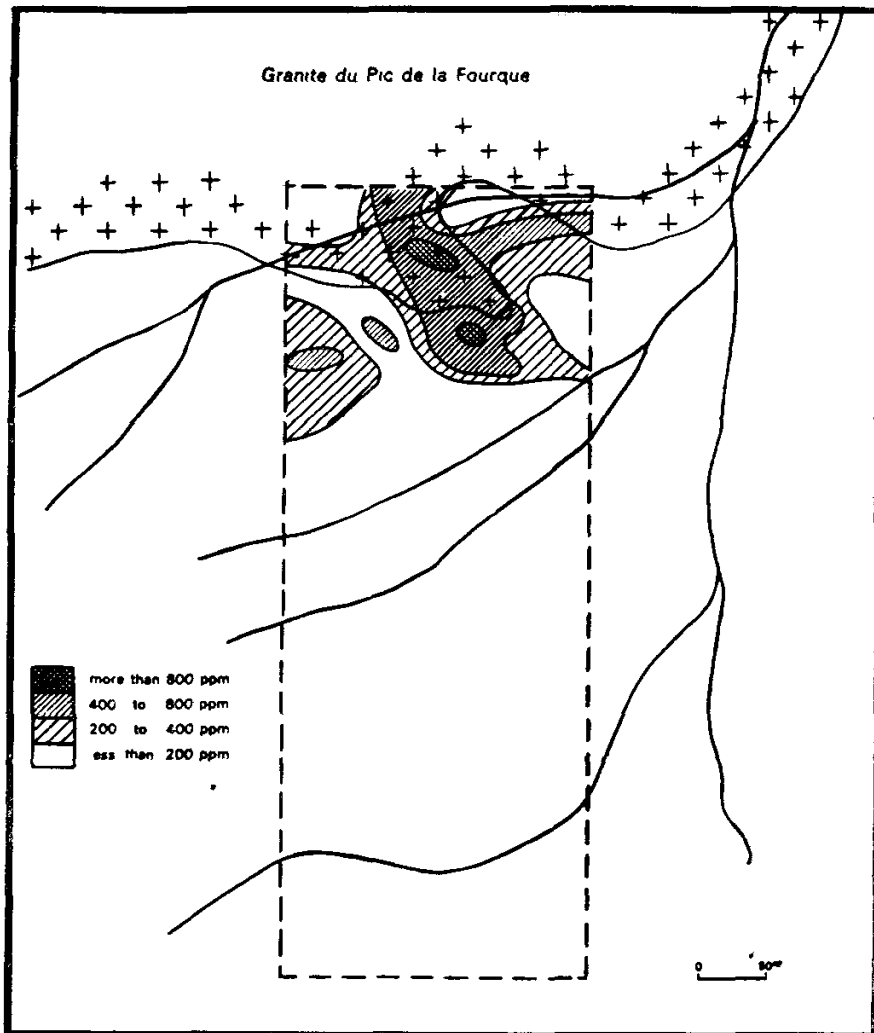 Granite du Pic de la Fourque
more than 800 ppm
400 to 800 ppm
200 to 400 ppm
ess than 200 ppm
0